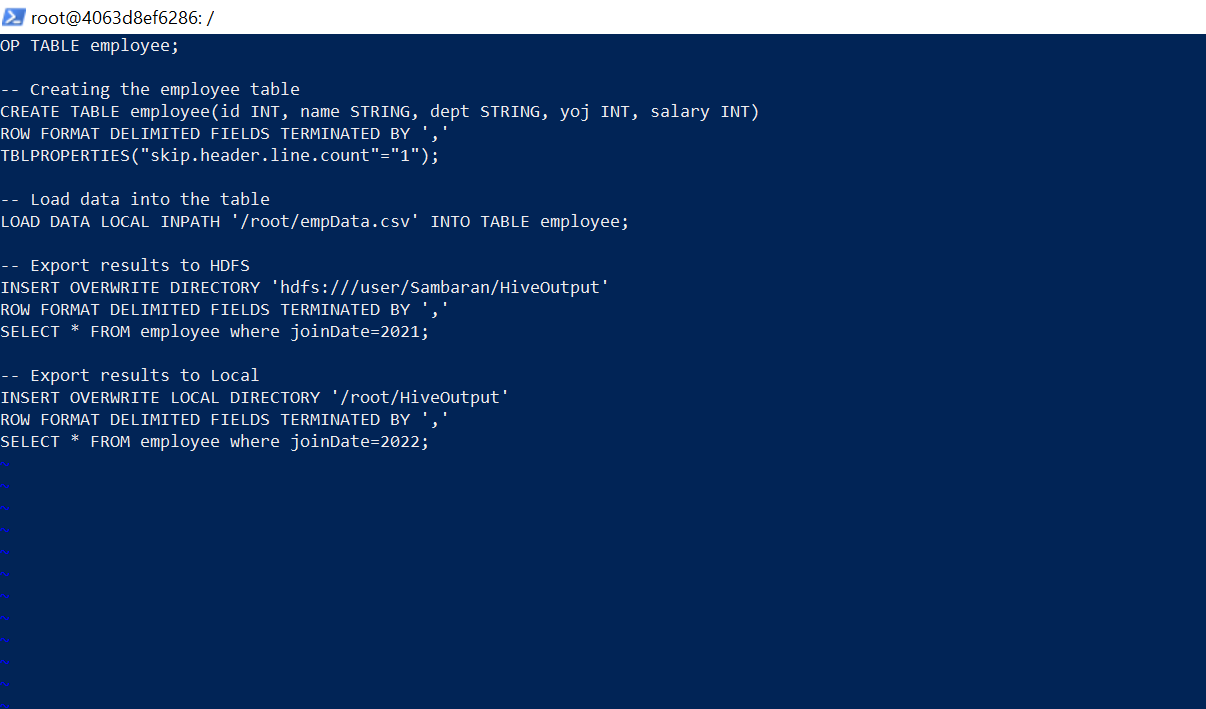 root@4063d8ef6286: /
OP TABLE employee;
-- Creating the employee table
CREATE TABLE employee(id INT, name STRING, dept STRING, yoj INT, salary INT)
ROW FORMAT DELIMITED FIELDS TERMINATED BY ','
TBLPROPERTIES("skip.header.line.count"="1");
-- Load data into the table
LOAD DATA LOCAL INPATH '/root/empData.csv' INTO TABLE employee;
-- Export results to HDFS
INSERT OVERWRITE DIRECTORY 'hdfs:///user/Sambaran/HiveOutput'
ROW FORMAT DELIMITED FIELDS TERMINATED BY ','
SELECT * FROM employee where joinDate=2021;
-- Export results to Local
INSERT OVERWRITE LOCAL DIRECTORY '/root/HiveOutput'
ROW FORMAT DELIMITED FIELDS TERMINATED BY ','
SELECT * FROM employee where joinDate=2022;
~
~
~
~
~
~
~
~
~
~
~
~